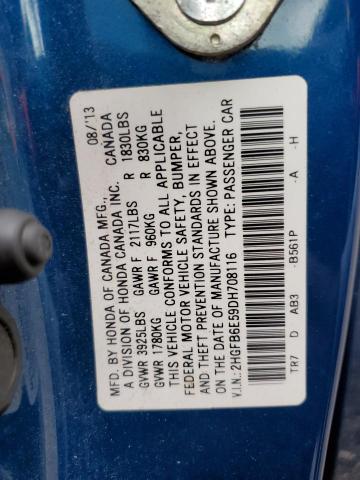 MFD. BY HONDA OF CANADA MFG., 08/'13
A DIVISION OF HONDA CANADA INC. CANADA
GVWR 3925LBS GAWR F 2117LBS R 1830LBS
GVWR 1780KG GAWR F 960KG R 830KG
THIS VEHICLE CONFORMS TO ALL APPLICABLE
FEDERAL MOTOR VEHICLE SAFETY, BUMPER,
AND THEFT PREVENTION STANDARDS IN EFFECT
ON THE DATE OF MANUFACTURE SHOWN ABOVE.
V.I.N.: 2HGFB6E59DH708116 TYPE: PASSENGER CAR
TR7 D AB3 -B561P -A -H